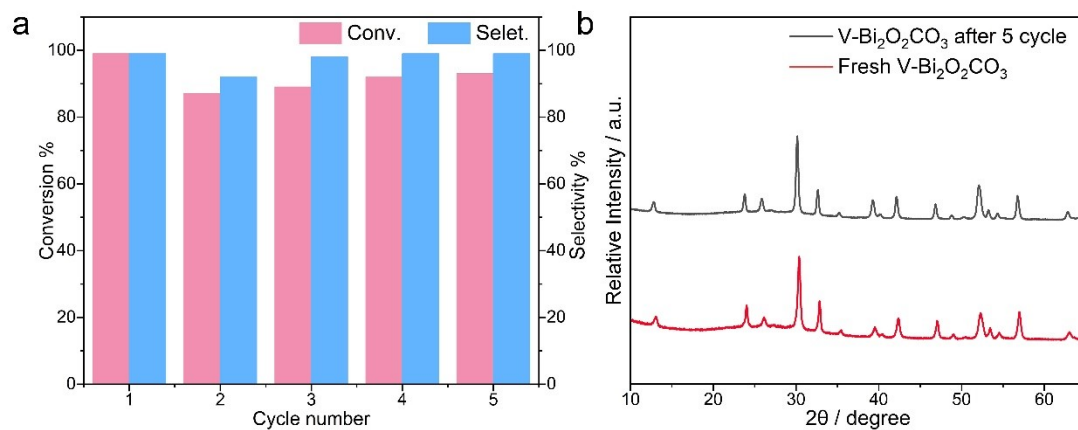 a
Conv. Selet.
100
80
60
40
20
0
Conversion %
1 2 3 4 5
Cycle number
100
80
60
40
20
0
Selectivity %
b
V-Bi₂O₂CO₃ after 5 cycle
Fresh V-Bi₂O₂CO₃
Relative Intensity / a.u.
10 20 30 40 50 60
2θ / degree